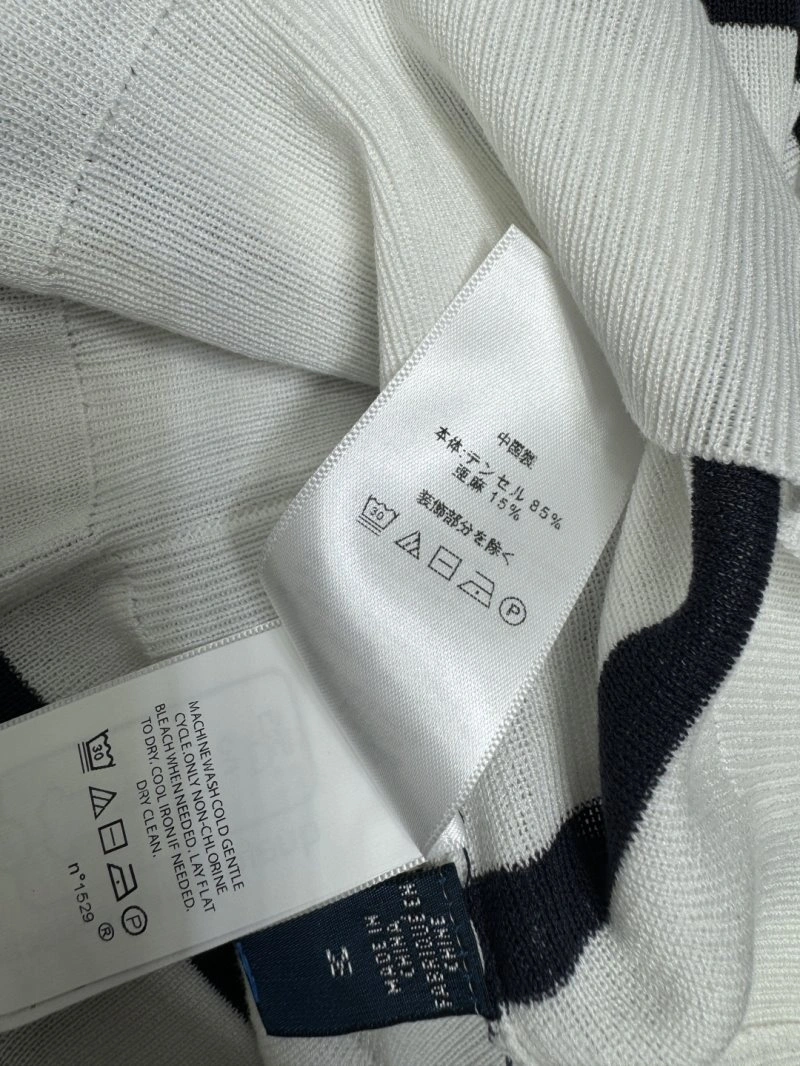 中国製
本体:テンセル 85%
亜麻 15%
装飾部分を除く
30
P
MACHINE WASH COLD GENTLE
CYCLE.ONLY NON-CHLORINE
BLEACH WHEN NEEDED. LAY FLAT
TO DRY. COOL IRON IF NEEDED.
DRY CLEAN.
30
P
n°1529 ®
M
MADE IN
CHINA
FABRIQUÉ EN
CHINE